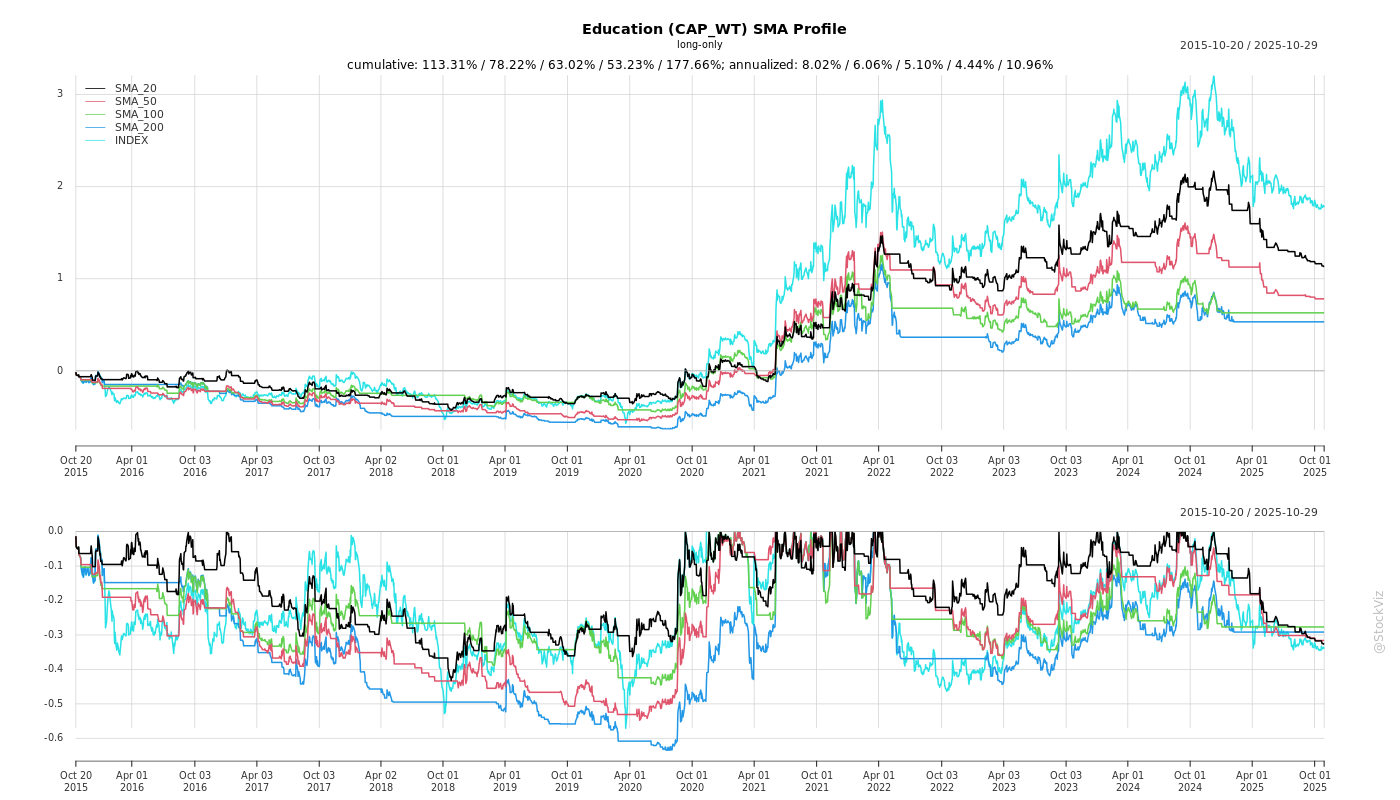 Education (CAP_WT) SMA Profile
long-only
2015-10-20 / 2025-10-29
cumulative: 113.31% / 78.22% / 63.02% / 53.23% / 177.66%; annualized: 8.02% / 6.06% / 5.10% / 4.44% / 10.96%
SMA_20
SMA_50
SMA_100
SMA_200
INDEX
3
2
1
0
Oct 20 Apr 01 Oct 03 Apr 03 Oct 03 Apr 02 Oct 01 Apr 01 Oct 01 Apr 01 Oct 01 Apr 01 Oct 01 Apr 01 Oct 03 Apr 03 Oct 03 Apr 01 Oct 01 Apr 01 Oct 01
2015 2016 2016 2017 2017 2018 2018 2019 2019 2020 2020 2021 2021 2022 2022 2023 2023 2024 2024 2025 2025
2015-10-20 / 2025-10-29
0.0
-0.1
-0.2
-0.3
-0.4
-0.5
-0.6
Oct 20 Apr 01 Oct 03 Apr 03 Oct 03 Apr 02 Oct 01 Apr 01 Oct 01 Apr 01 Oct 01 Apr 01 Oct 01 Apr 01 Oct 03 Apr 03 Oct 03 Apr 01 Oct 01 Apr 01 Oct 01
2015 2016 2016 2017 2017 2018 2018 2019 2019 2020 2020 2021 2021 2022 2022 2023 2023 2024 2024 2025 2025
@StockViz